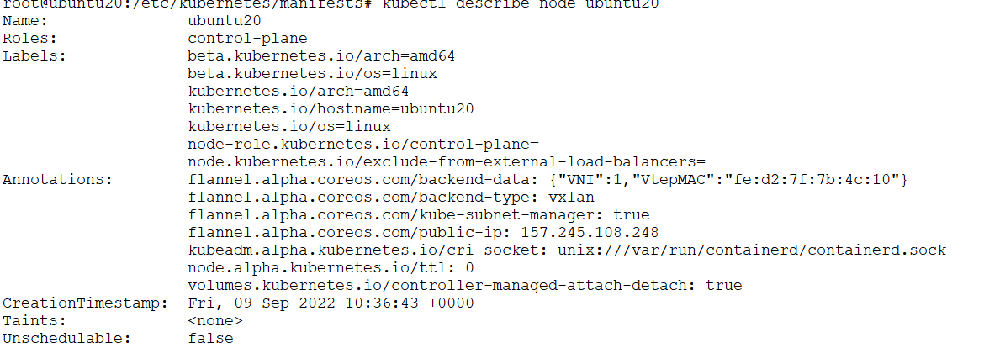 root@ubuntu20:/etc/kubernetes/manifests# kubectl describe node ubuntu20
Name: ubuntu20
Roles: control-plane
Labels: beta.kubernetes.io/arch=amd64
beta.kubernetes.io/os=linux
kubernetes.io/arch=amd64
kubernetes.io/hostname=ubuntu20
kubernetes.io/os=linux
node-role.kubernetes.io/control-plane=
node.kubernetes.io/exclude-from-external-load-balancers=
Annotations: flannel.alpha.coreos.com/backend-data: {"VNI":1,"VtepMAC":"fe:d2:7f:7b:4c:10"}
flannel.alpha.coreos.com/backend-type: vxlan
flannel.alpha.coreos.com/kube-subnet-manager: true
flannel.alpha.coreos.com/public-ip: 157.245.108.248
kubeadm.alpha.kubernetes.io/cri-socket: unix:///var/run/containerd/containerd.sock
node.alpha.kubernetes.io/ttl: 0
volumes.kubernetes.io/controller-managed-attach-detach: true
CreationTimestamp: Fri, 09 Sep 2022 10:36:43 +0000
Taints: <none>
Unschedulable: false